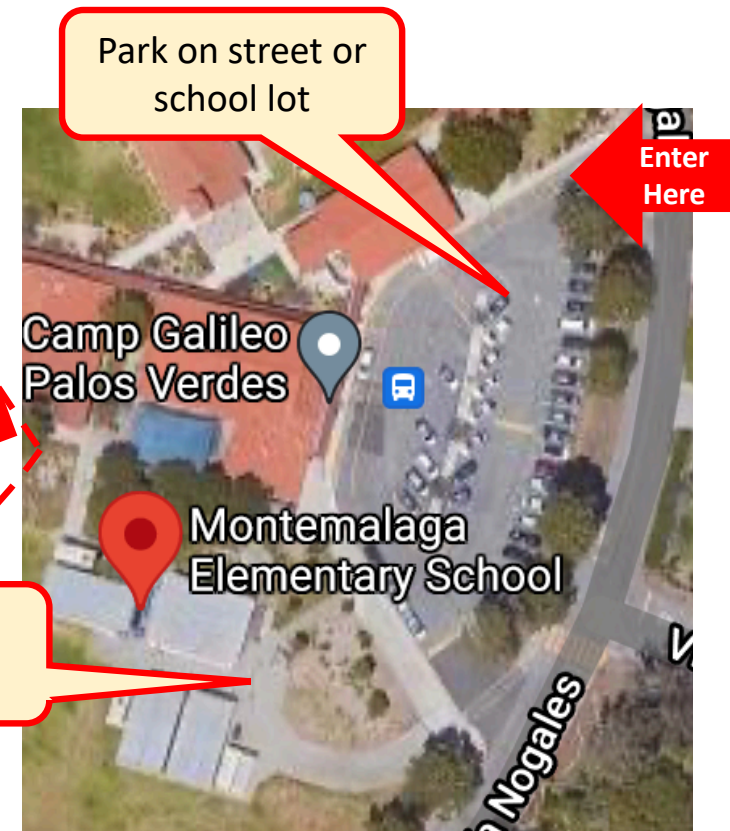 Park on street or
school lot
Enter
Here
Camp Galileo
Palos Verdes
Montemalaga
Elementary School
Nogales